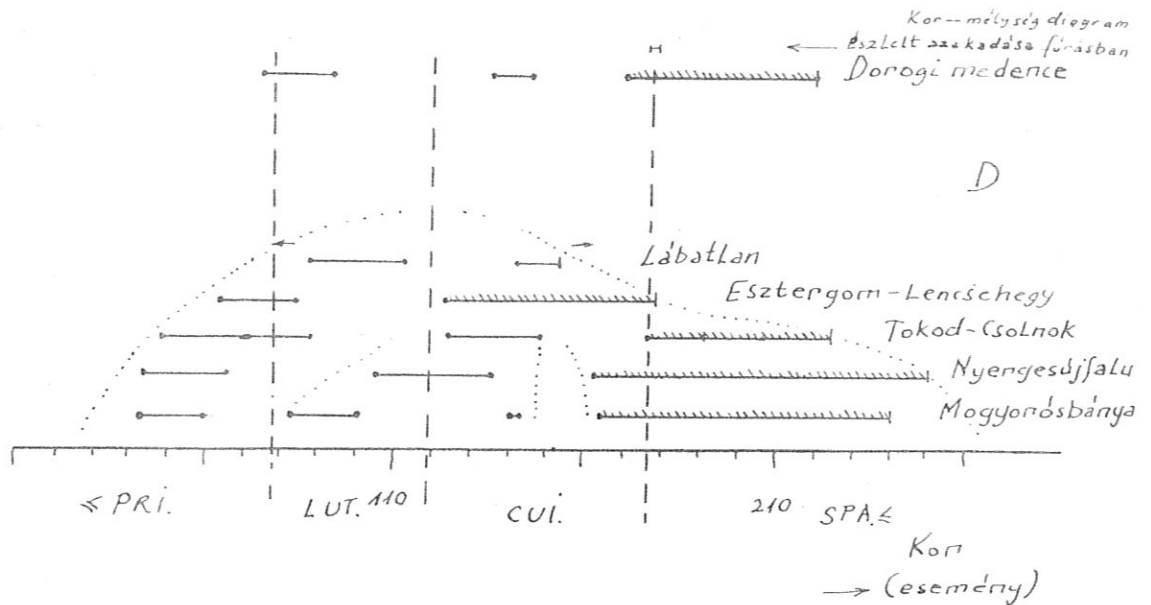 Kor--mélység diagram
← észlelt szakadása fúrásban
H
Dorogi medence
D
Lábatlan
Esztergom-Lencsehegy
Tokod-Csolnok
Nyergesújfalu
Mogyorósbánya
≤ PRI. LUT. 110 CUI. 210 SPA.≤
Kor
→ (esemény)